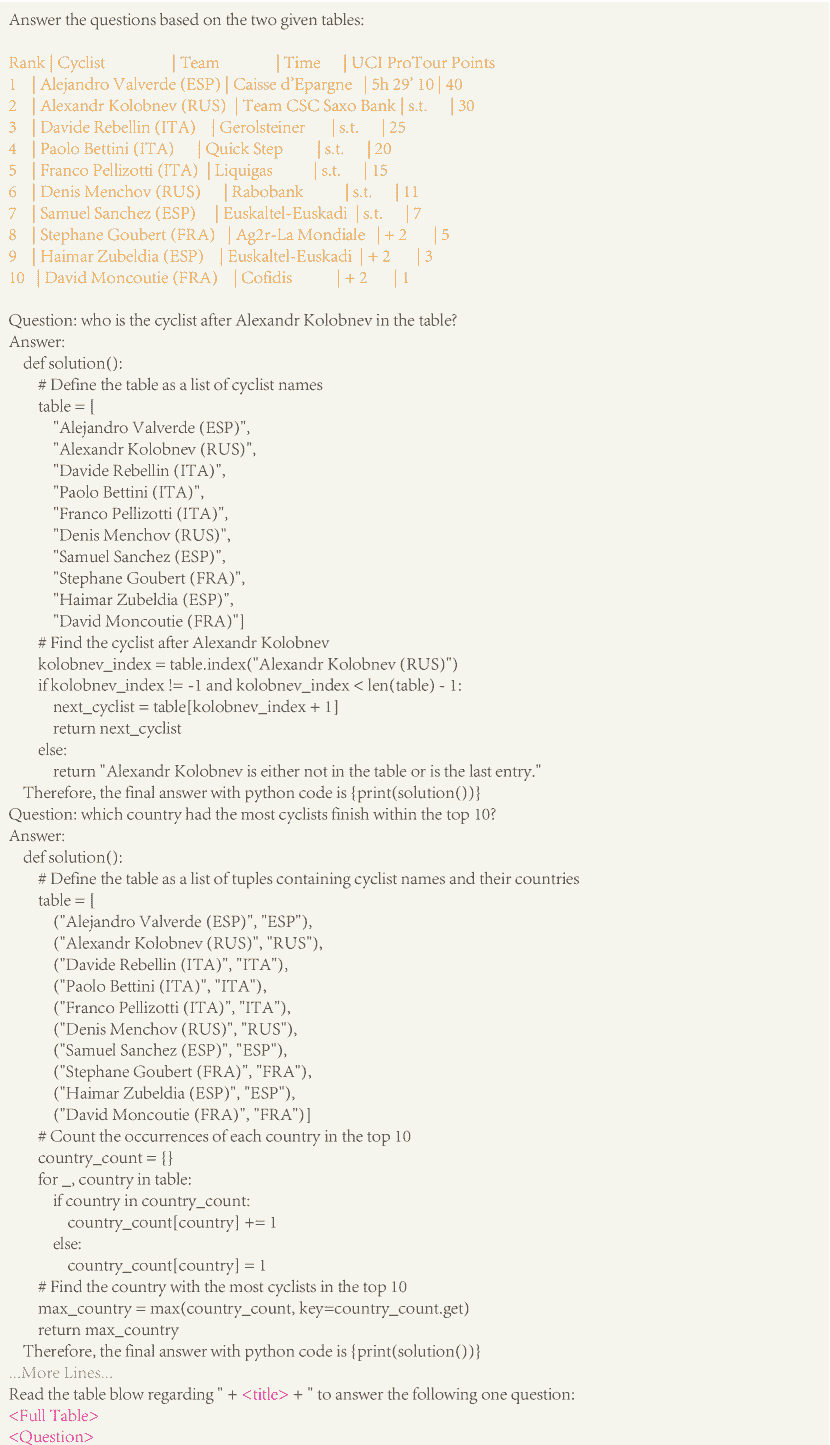 Answer the questions based on the two given tables:

Rank | Cyclist | Team | Time | UCI ProTour Points
1 | Alejandro Valverde (ESP) | Caisse d’Epargne | 5h 29’ 10 | 40
2 | Alexandr Kolobnev (RUS) | Team CSC Saxo Bank | s.t. | 30
3 | Davide Rebellin (ITA) | Gerolsteiner | s.t. | 25
4 | Paolo Bettini (ITA) | Quick Step | s.t. | 20
5 | Franco Pellizotti (ITA) | Liquigas | s.t. | 15
6 | Denis Menchov (RUS) | Rabobank | s.t. | 11
7 | Samuel Sanchez (ESP) | Euskaltel-Euskadi | s.t. | 7
8 | Stephane Goubert (FRA) | Ag2r-La Mondiale | + 2 | 5
9 | Haimar Zubeldia (ESP) | Euskaltel-Euskadi | + 2 | 3
10 | David Moncoutie (FRA) | Cofidis | + 2 | 1

Question: who is the cyclist after Alexandr Kolobnev in the table?
Answer:
def solution():
# Define the table as a list of cyclist names
table = [
"Alejandro Valverde (ESP)",
"Alexandr Kolobnev (RUS)",
"Davide Rebellin (ITA)",
"Paolo Bettini (ITA)",
"Franco Pellizotti (ITA)",
"Denis Menchov (RUS)",
"Samuel Sanchez (ESP)",
"Stephane Goubert (FRA)",
"Haimar Zubeldia (ESP)",
"David Moncoutie (FRA)"]
# Find the cyclist after Alexandr Kolobnev
kolobnev_index = table.index("Alexandr Kolobnev (RUS)")
if kolobnev_index != -1 and kolobnev_index < len(table) - 1:
next_cyclist = table[kolobnev_index + 1]
return next_cyclist
else:
return "Alexandr Kolobnev is either not in the table or is the last entry."
Therefore, the final answer with python code is {print(solution())}
Question: which country had the most cyclists finish within the top 10?
Answer:
def solution():
# Define the table as a list of tuples containing cyclist names and their countries
table = [
("Alejandro Valverde (ESP)", "ESP"),
("Alexandr Kolobnev (RUS)", "RUS"),
("Davide Rebellin (ITA)", "ITA"),
("Paolo Bettini (ITA)", "ITA"),
("Franco Pellizotti (ITA)", "ITA"),
("Denis Menchov (RUS)", "RUS"),
("Samuel Sanchez (ESP)", "ESP"),
("Stephane Goubert (FRA)", "FRA"),
("Haimar Zubeldia (ESP)", "ESP"),
("David Moncoutie (FRA)", "FRA")]
# Count the occurrences of each country in the top 10
country_count = {}
for _, country in table:
if country in country_count:
country_count[country] += 1
else:
country_count[country] = 1
# Find the country with the most cyclists in the top 10
max_country = max(country_count, key=country_count.get)
return max_country
Therefore, the final answer with python code is {print(solution())}
...More Lines...
Read the table blow regarding " + <title> + " to answer the following one question:
<Full Table>
<Question>